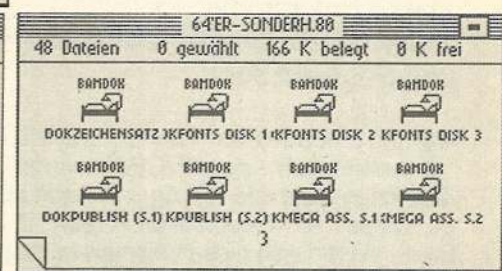 64'ER-SONDERH.80
48 Dateien 0 gewählt 166 K belegt 0 K frei
BAMDOK BAMDOK BAMDOK BAMDOK
DOKZEICHENSATZ KFONTS DISK 1 KFONTS DISK 2 KFONTS DISK 3
BAMDOK BAMDOK BAMDOK BAMDOK
DOKPUBLISH (S.1) KPUBLISH (S.2) KMEGA ASS. S.1 KMEGA ASS. S.2
3